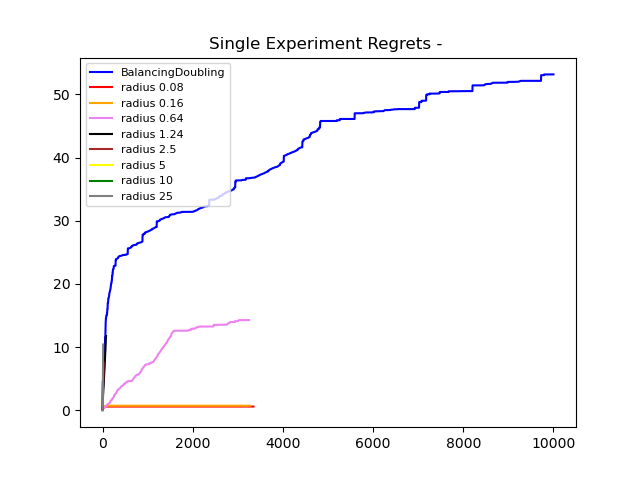 Single Experiment Regrets -
BalancingDoubling
radius 0.08
radius 0.16
radius 0.64
radius 1.24
radius 2.5
radius 5
radius 10
radius 25
50
40
30
20
10
0
0 2000 4000 6000 8000 10000